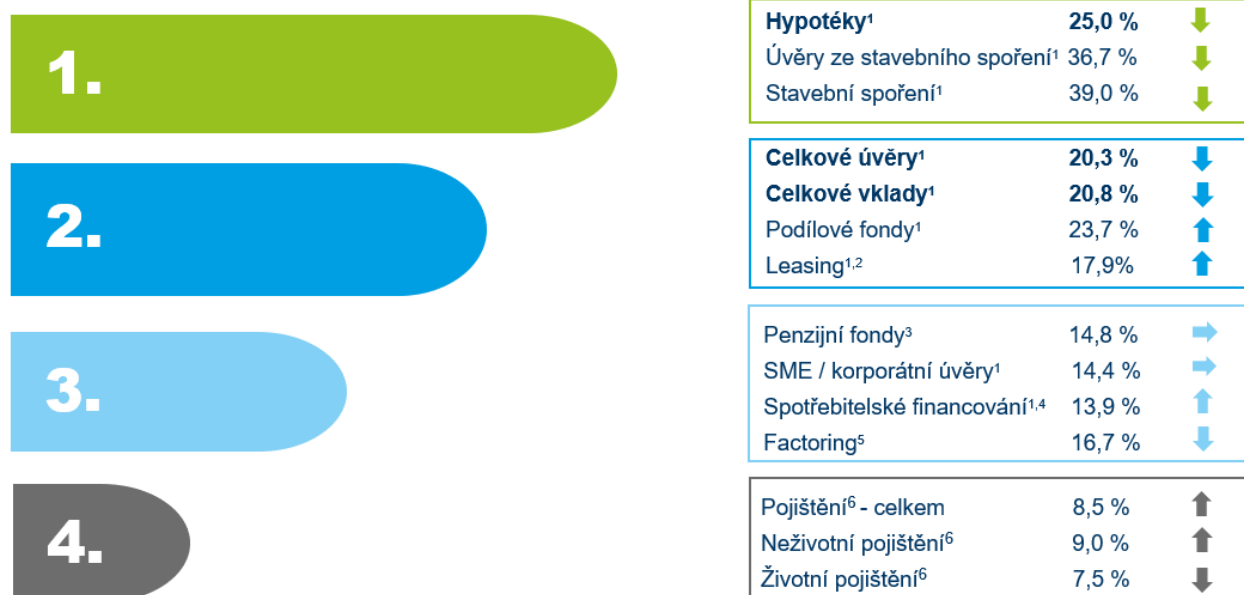 1.
Hypotéky¹ 25,0 %
Úvěry ze stavebního spoření¹ 36,7 %
Stavební spoření¹ 39,0 %
2.
Celkové úvěry¹ 20,3 %
Celkové vklady¹ 20,8 %
Podílové fondy¹ 23,7 %
Leasing¹,² 17,9%
3.
Penzijní fondy³ 14,8 %
SME / korporátní úvěry¹ 14,4 %
Spotřebitelské financování¹,⁴ 13,9 %
Factoring⁵ 16,7 %
4.
Pojištění⁶ - celkem 8,5 %
Neživotní pojištění⁶ 9,0 %
Životní pojištění⁶ 7,5 %